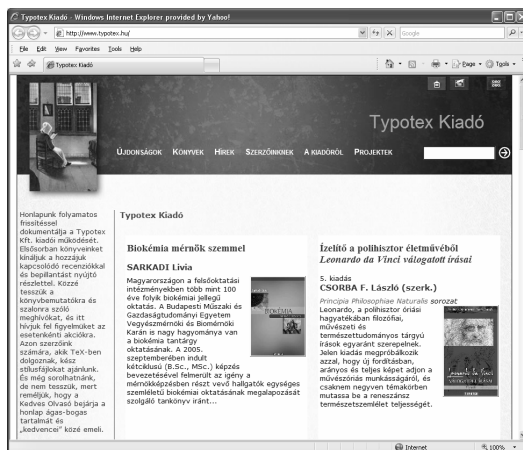 Typotex Kiadó - Windows Internet Explorer provided by Yahoo!
http://www.typotex.hu/
Google
File Edit View Favorites Tools Help
Typotex Kiadó
Page Tools
Typotex Kiadó
ÚJDONSÁGOK KÖNYVEK HÍREK SZERZŐINKNEK A KIADÓRÓL PROJEKTEK
Honlapunk folyamatos
frissítéssel
dokumentálja a Typotex
Kft. kiadói működését.
Elsősorban könyveinket
kínáljuk a hozzájuk
kapcsolódó recenziókkal
és bepillantást nyújtó
részlettel. Közzé
tesszük a
könyvbemutatókra és
szalonra szóló
meghívókat, és itt
hívjuk fel figyelmüket az
esetenkénti akciókra.
Azon szerzőink
számára, akik TeX-ben
dolgoznak, kész
stílusfájlokat ajánlunk.
És még sorolhatnánk,
de nem tesszük, mert
reméljük, hogy a
Kedves Olvasó bejárja a
honlap ágas-bogas
tartalmát és
„kedvencei” közé emeli.
Typotex Kiadó
Biokémia mérnök szemmel
SARKADI Livia
Magyarországon a felsőoktatási
intézményekben több mint 100
éve folyik biokémiai jellegű
oktatás. A Budapesti Műszaki és
Gazdaságtudományi Egyetem
Vegyészmérnöki és Biomérnöki
Karán is nagy hagyománya van
a biokémia tantárgy
oktatásának. A 2005.
szeptemberében indult
kétciklusú (B.Sc., MSc.) képzés
bevezetésével felmerült az igény a
mérnökképzésben részt vevő hallgatók egységes
szemléletű biokémiai oktatásának megalapozását
szolgáló tankönyv iránt...
BIOKÉMIA
Ízelítő a polihisztor életművéből
Leonardo da Vinci válogatott írásai
5. kiadás
CSORBA F. László (szerk.)
Principia Philosophiae Naturalis sorozat
Leonardo, a polihisztor óriási
hagyatékában filozófiai,
művészeti és
természettudományos tárgyú
írások egyaránt szerepelnek.
Jelen kiadás megpróbálkozik
azzal, hogy új fordításban,
arányos és teljes képet adjon a
művészóriás munkásságáról, és
csaknem negyven témakörben
mutassa be a reneszánsz
természetszemlélet teljességét.
Leonardo da Vinci
VÁLOGATOTT ÍRÁSAI
Internet
100%